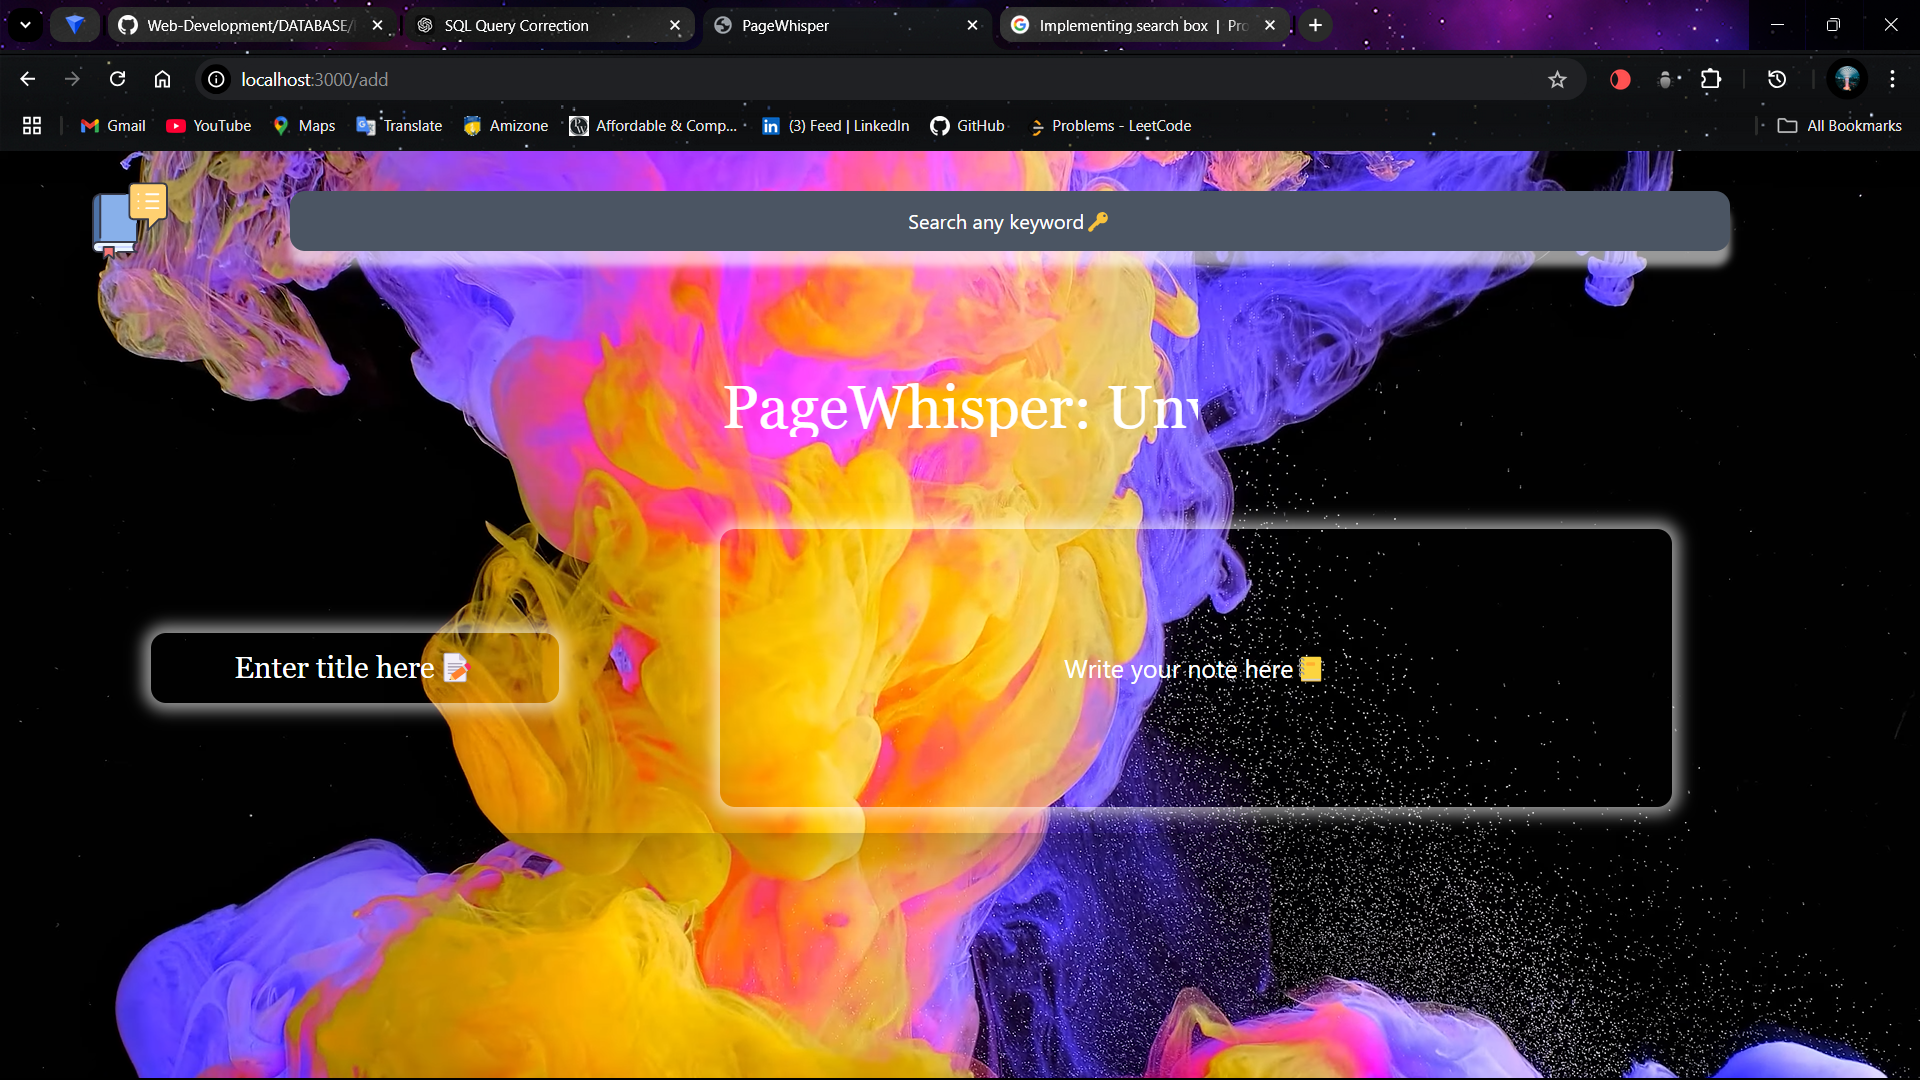 Web-Development/DATABASE/
SQL Query Correction
PageWhisper
Implementing search box | Pro
localhost:3000/add
Gmail
YouTube
Maps
Translate
Amizone
Affordable & Comp...
(3) Feed | LinkedIn
GitHub
Problems - LeetCode
All Bookmarks
Search any keyword🔑
PageWhisper: Unv
Enter title here 📝
Write your note here📒